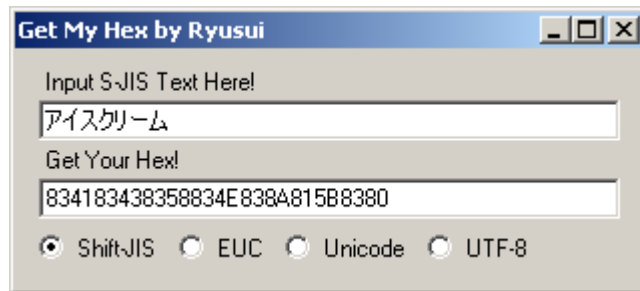 Get My Hex by Ryusui
Input S-JIS Text Here!
アイスクリーム
Get Your Hex!
834183438358834E838A815B8380
Shift-JIS EUC Unicode UTF-8